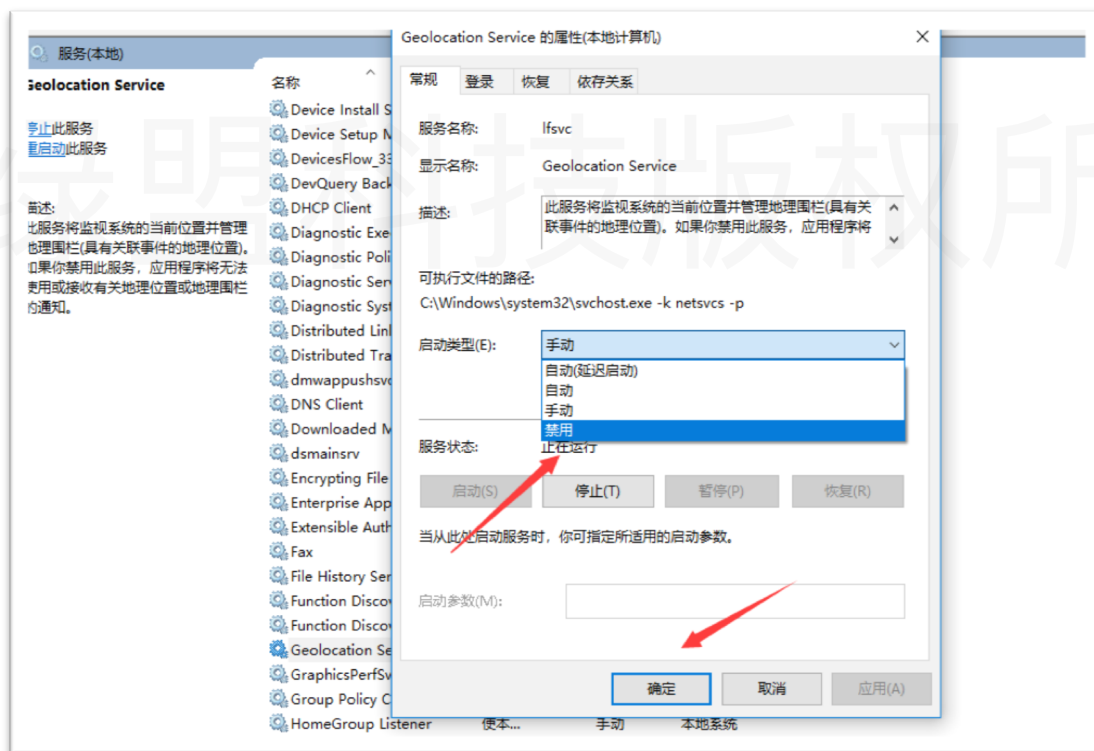 服务(本地)
Geolocation Service
停止此服务
重启动此服务
描述:
此服务将监视系统的当前位置并管理
地理围栏(具有关联事件的地理位置)。
如果你禁用此服务，应用程序将无法
使用或接收有关地理位置或地理围栏
的通知。
名称
Device Install S
Device Setup M
DevicesFlow_33
DevQuery Back
DHCP Client
Diagnostic Exe
Diagnostic Poli
Diagnostic Serv
Diagnostic Syst
Distributed Lin
Distributed Tra
dmwappushsvc
DNS Client
Downloaded M
dsmainsrv
Encrypting File
Enterprise App
Extensible Auth
Fax
File History Ser
Function Discov
Function Discov
Geolocation Se
GraphicsPerfSv
Group Policy C
HomeGroup Listener 使本... 手动 本地系统
Geolocation Service 的属性(本地计算机)
常规 登录 恢复 依存关系
服务名称: lfsvc
显示名称: Geolocation Service
描述: 此服务将监视系统的当前位置并管理地理围栏(具有关
联事件的地理位置)。如果你禁用此服务，应用程序将
可执行文件的路径:
C:\Windows\system32\svchost.exe -k netsvcs -p
启动类型(E): 手动
自动(延迟启动)
自动
手动
禁用
服务状态: 正在运行
启动(S) 停止(T) 暂停(P) 恢复(R)
当从此处启动服务时，你可指定所适用的启动参数。
启动参数(M):
确定 取消 应用(A)
绿盟科技版权所